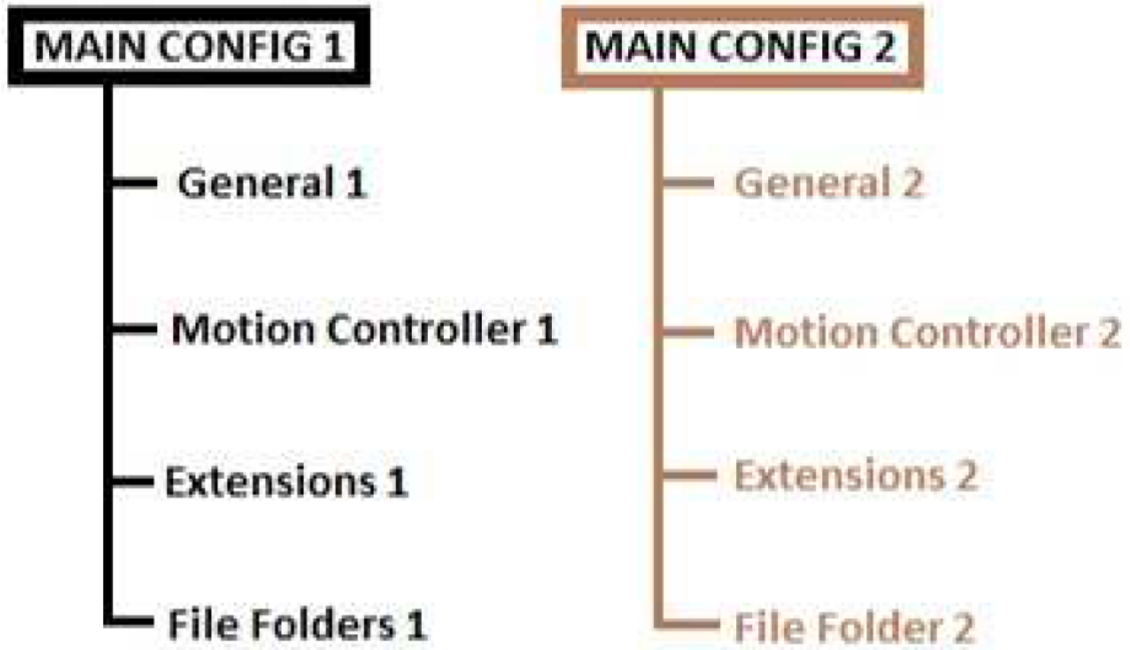 MAIN CONFIG 1
General 1
Motion Controller 1
Extensions 1
File Folders 1
MAIN CONFIG 2
General 2
Motion Controller 2
Extensions 2
File Folder 2